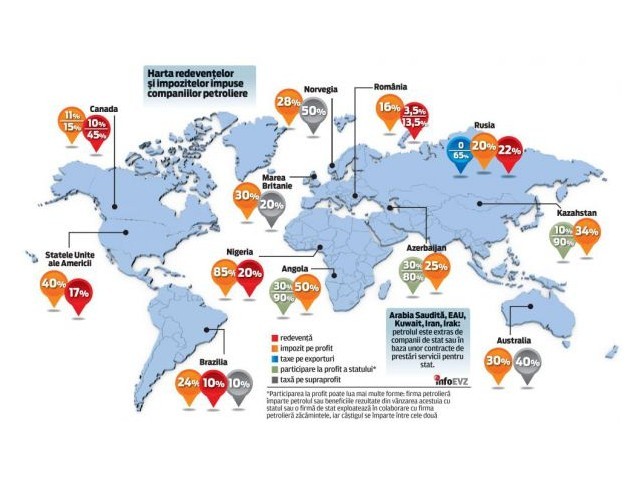 Harta redevențelor
și impozitelor impuse
companiilor petroliere
Canada
11%
15%
10%
45%
Norvegia
28%
50%
România
16%
3,5%
13,5%
Rusia
0
65%
20%
22%
Marea
Britanie
30%
20%
Kazahstan
10%
90%
34%
Statele Unite
ale Americii
40%
17%
Nigeria
85%
20%
Angola
30%
90%
50%
Azerbaijan
30%
80%
25%
Brazilia
24%
10%
10%
Australia
30%
40%
redevență
impozit pe profit
taxe pe exporturi
participare la profit a statului*
taxă pe supraprofit
Arabia Saudită, EAU,
Kuwait, Iran, Irak:
petrolul este extras de
companii de stat sau în
baza unor contracte de
prestări servicii pentru
stat.
infoEVZ
*Participarea la profit poate lua mai multe forme: firma petrolieră
împarte petrolul sau beneficiile rezultate din vânzarea acestuia cu
statul sau o firmă de stat exploatează în colaborare cu firma
petrolieră zăcămintele, iar câștigul se împarte între cele două